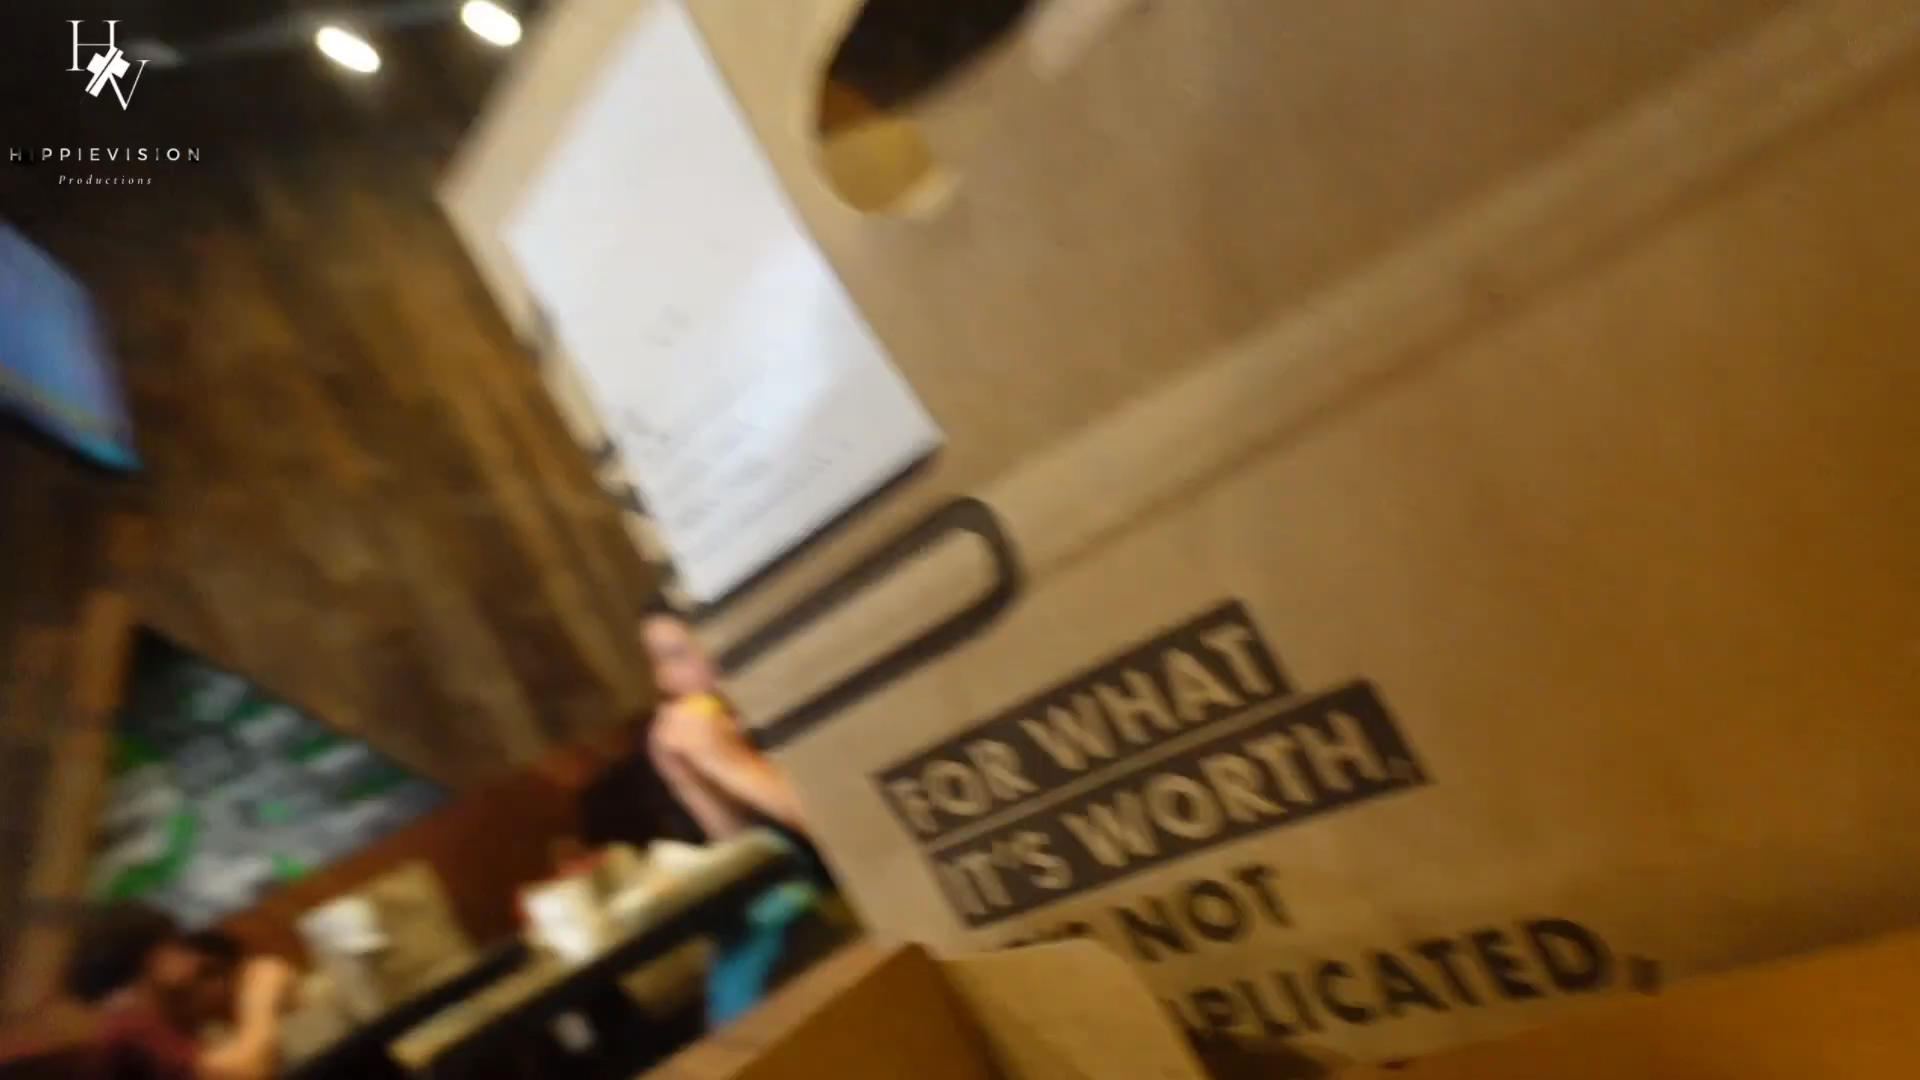 HV
HIPPIEVISION
Productions
FOR WHAT
IT'S WORTH.
NOT
PLICATED.